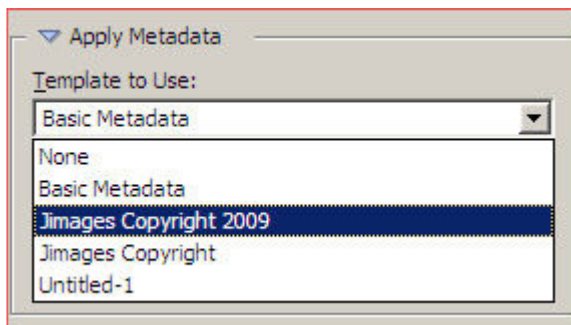 Apply Metadata
Template to Use:
Basic Metadata
None
Basic Metadata
Jimages Copyright 2009
Jimages Copyright
Untitled-1